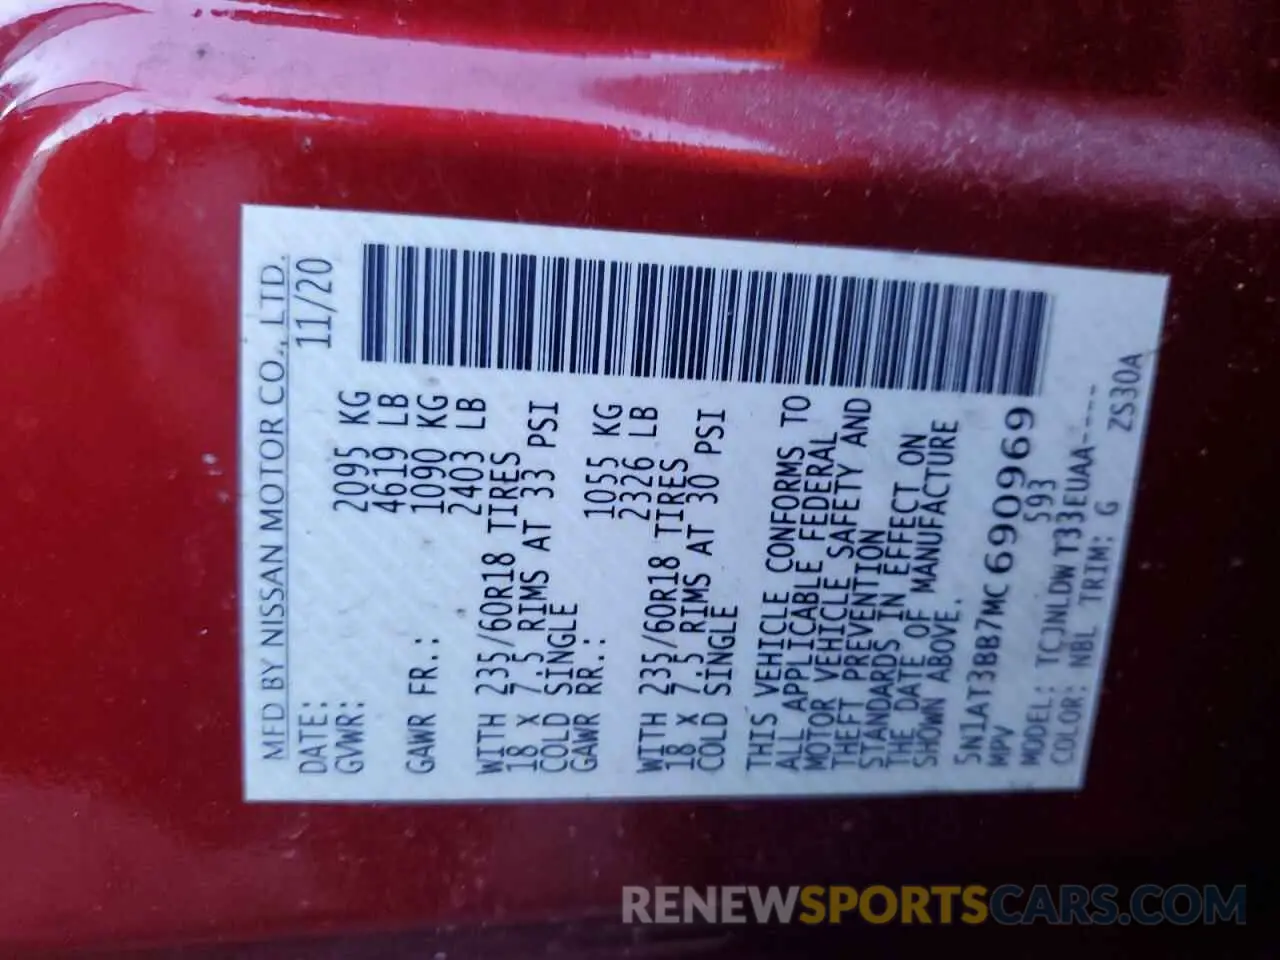 MFD BY NISSAN MOTOR CO., LTD.
DATE: 11/20
GVWR: 2095 KG
4619 LB
GAWR FR.: 1090 KG
2403 LB
WITH 235/60R18 TIRES
18 X 7.5 RIMS AT 33 PSI
COLD SINGLE
GAWR RR.: 1055 KG
2326 LB
WITH 235/60R18 TIRES
18 X 7.5 RIMS AT 30 PSI
COLD SINGLE
THIS VEHICLE CONFORMS TO
ALL APPLICABLE FEDERAL
MOTOR VEHICLE SAFETY AND
THEFT PREVENTION
STANDARDS IN EFFECT ON
THE DATE OF MANUFACTURE
SHOWN ABOVE.
5N1AT3BB7MC690969
MPV 593
MODEL: TCJNLDWT33EUAA----
COLOR: NBL TRIM: G ZS30A
RENEWSPORTSCARS.COM